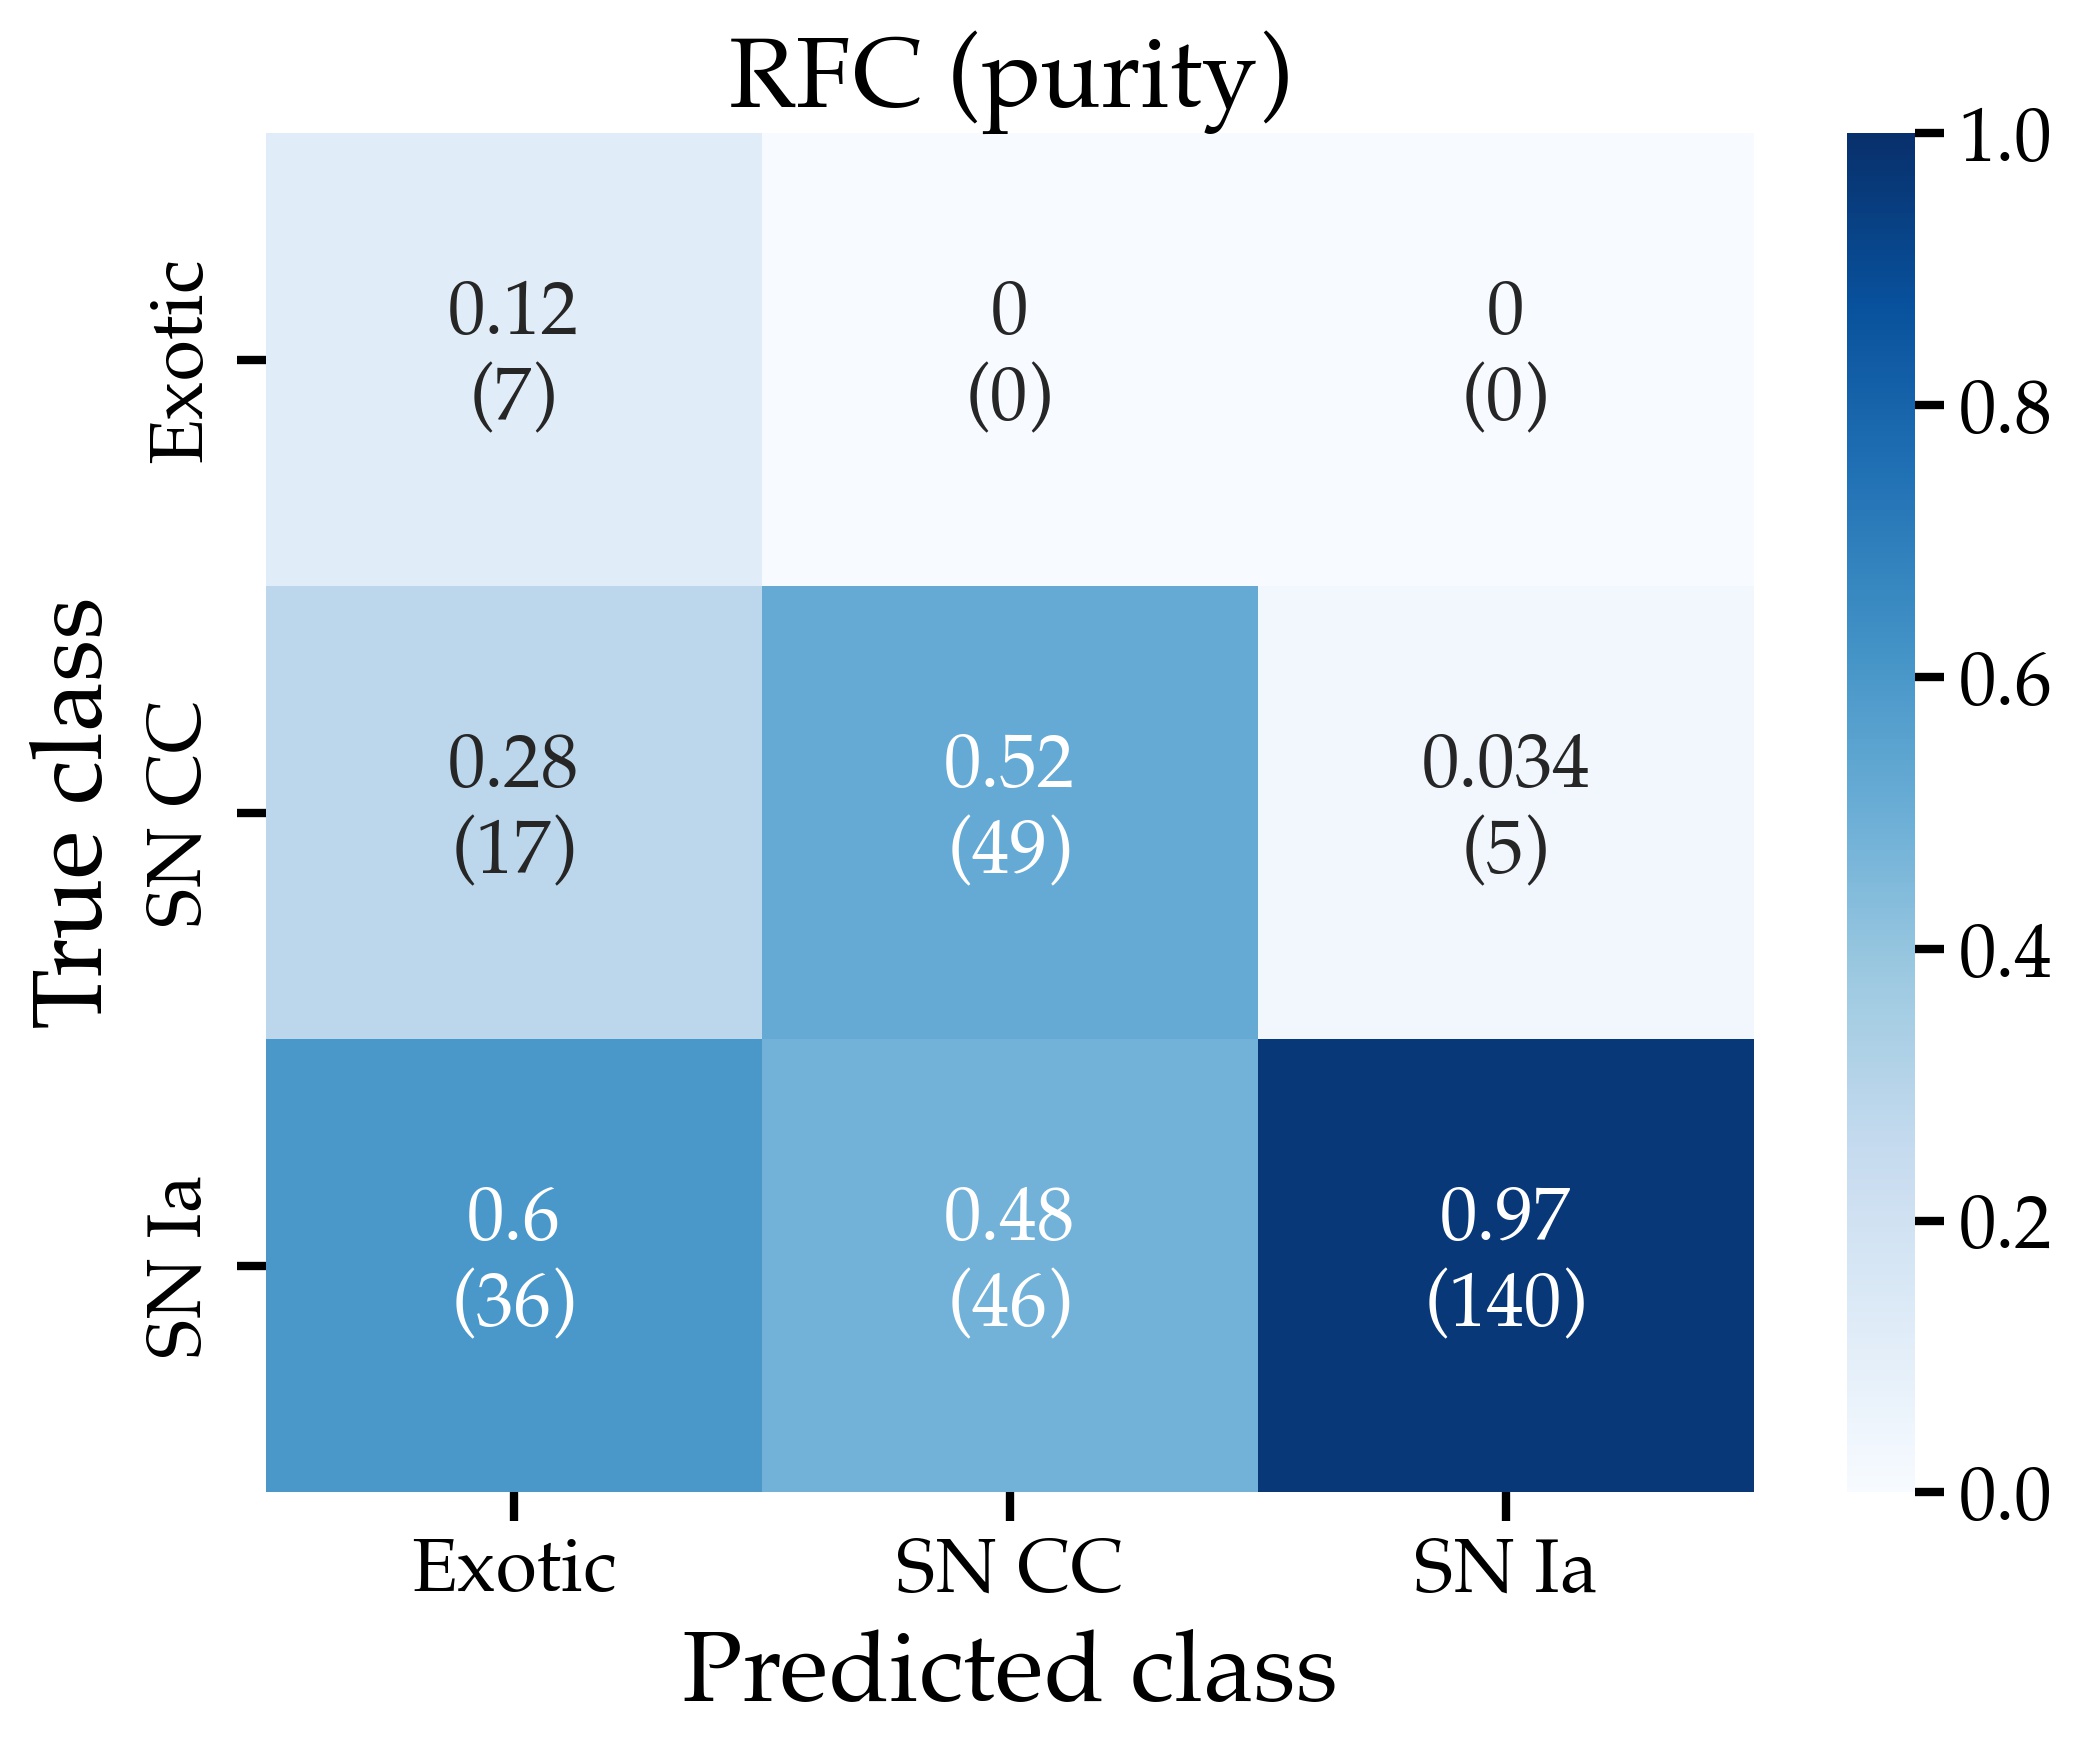 RFC (purity)
True class
Exotic
0.12
(7)
0
(0)
0
(0)
SN CC
0.28
(17)
0.52
(49)
0.034
(5)
SN Ia
0.6
(36)
0.48
(46)
0.97
(140)
Exotic
SN CC
SN Ia
Predicted class
1.0
0.8
0.6
0.4
0.2
0.0